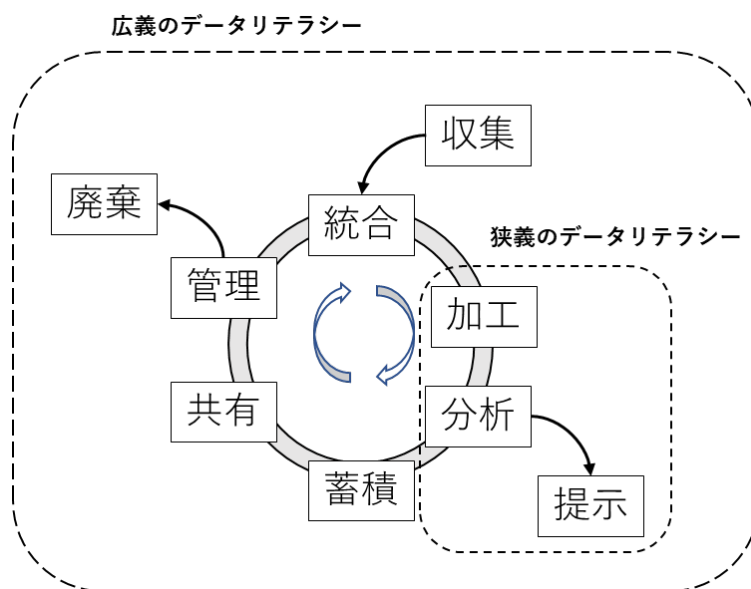 広義のデータリテラシー
収集
廃棄
統合
狭義のデータリテラシー
管理
加工
共有
分析
蓄積
提示